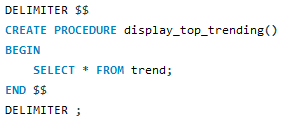 DELIMITER $$
CREATE PROCEDURE display_top_trending()
BEGIN
    SELECT * FROM trend;
END $$
DELIMITER ;